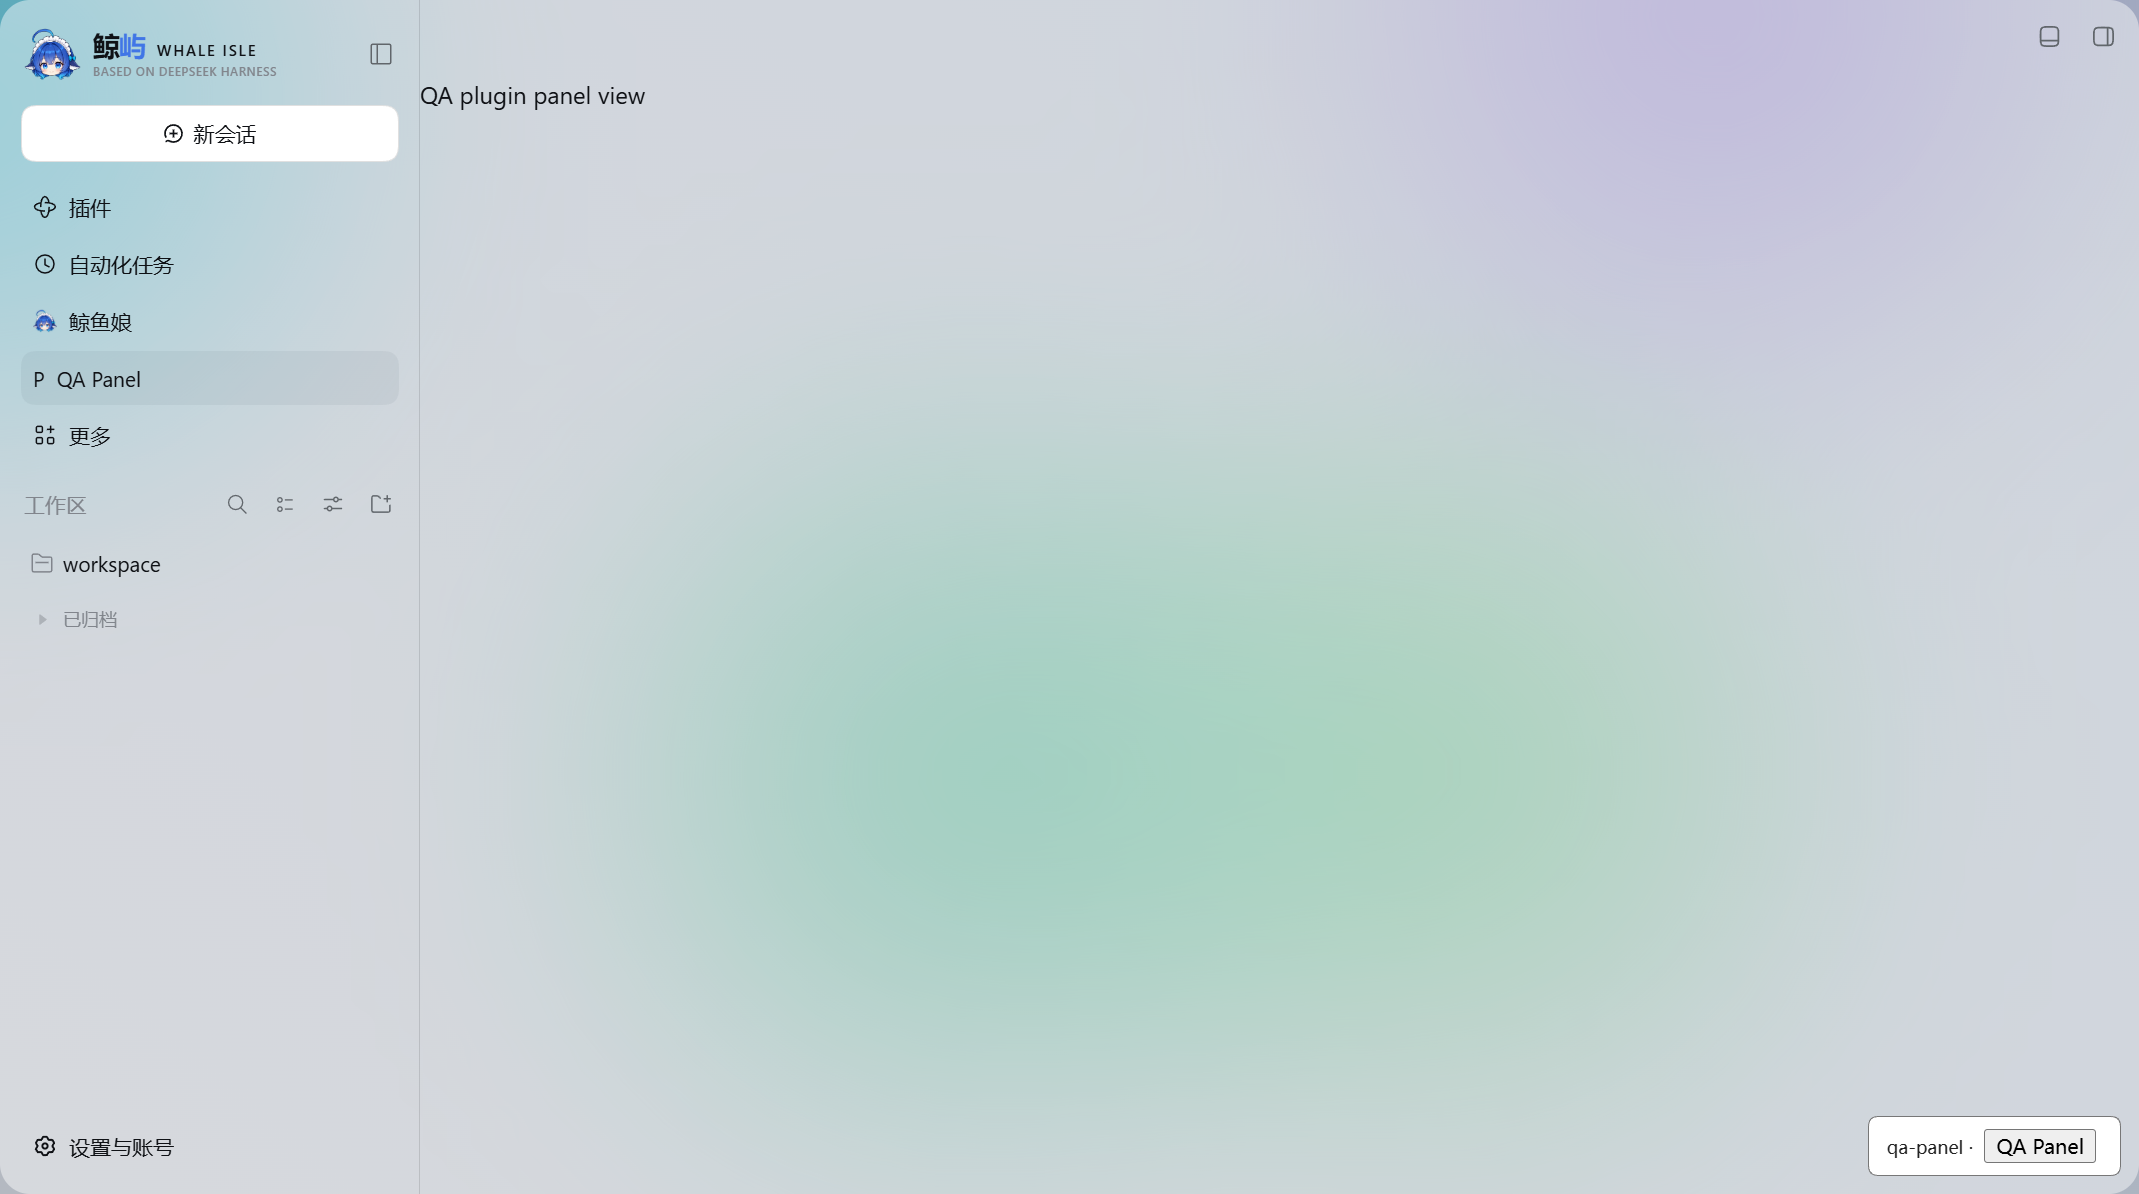 鲸屿 WHALE ISLE
BASED ON DEEPSEEK HARNESS
新会话
插件
自动化任务
鲸鱼娘
P QA Panel
更多
工作区
workspace
已归档
设置与账号
QA plugin panel view
qa-panel · QA Panel